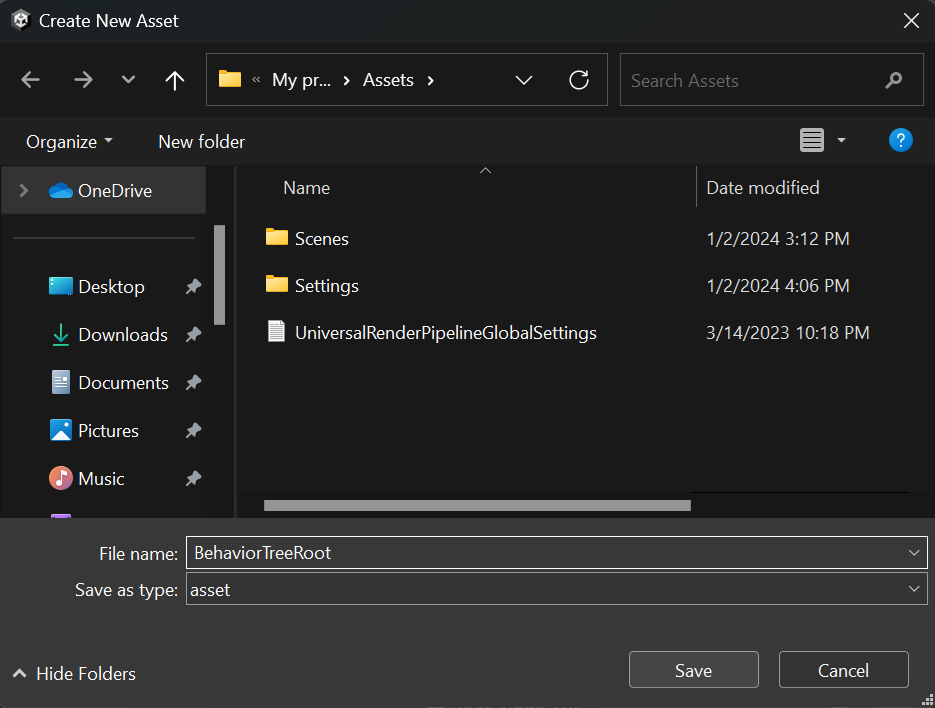 Create New Asset
« My pr... › Assets ›
Search Assets
Organize
New folder
?
OneDrive
Desktop
Downloads
Documents
Pictures
Music
Name Date modified
Scenes 1/2/2024 3:12 PM
Settings 1/2/2024 4:06 PM
UniversalRenderPipelineGlobalSettings 3/14/2023 10:18 PM
File name: BehaviorTreeRoot
Save as type: asset
Hide Folders
Save
Cancel